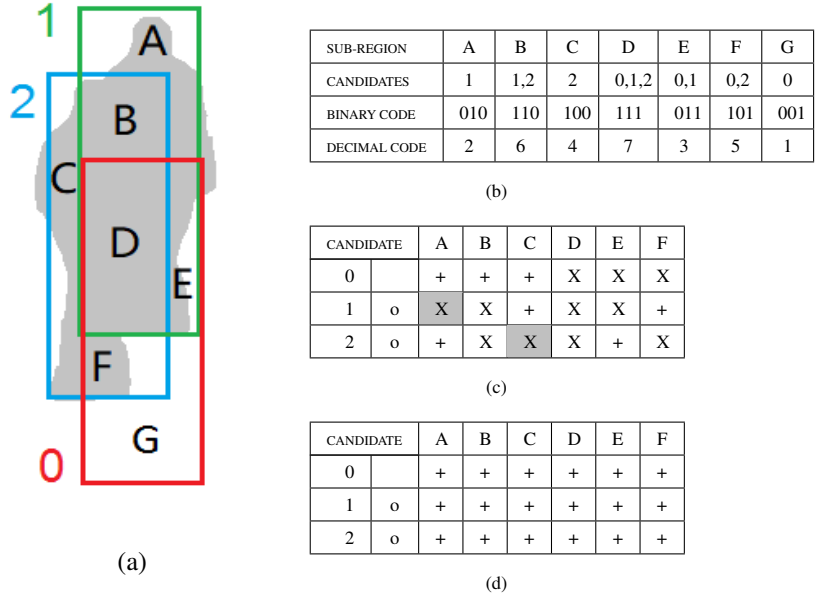 1
A
2
B
C
D
E
F
G
0
(a)
SUB-REGION A B C D E F G
CANDIDATES 1 1,2 2 0,1,2 0,1 0,2 0
BINARY CODE 010 110 100 111 011 101 001
DECIMAL CODE 2 6 4 7 3 5 1
(b)
CANDIDATE A B C D E F
0 + + + X X X
1 o X X + X X +
2 o + X X X + X
(c)
CANDIDATE A B C D E F
0 + + + + + +
1 o + + + + + +
2 o + + + + + +
(d)